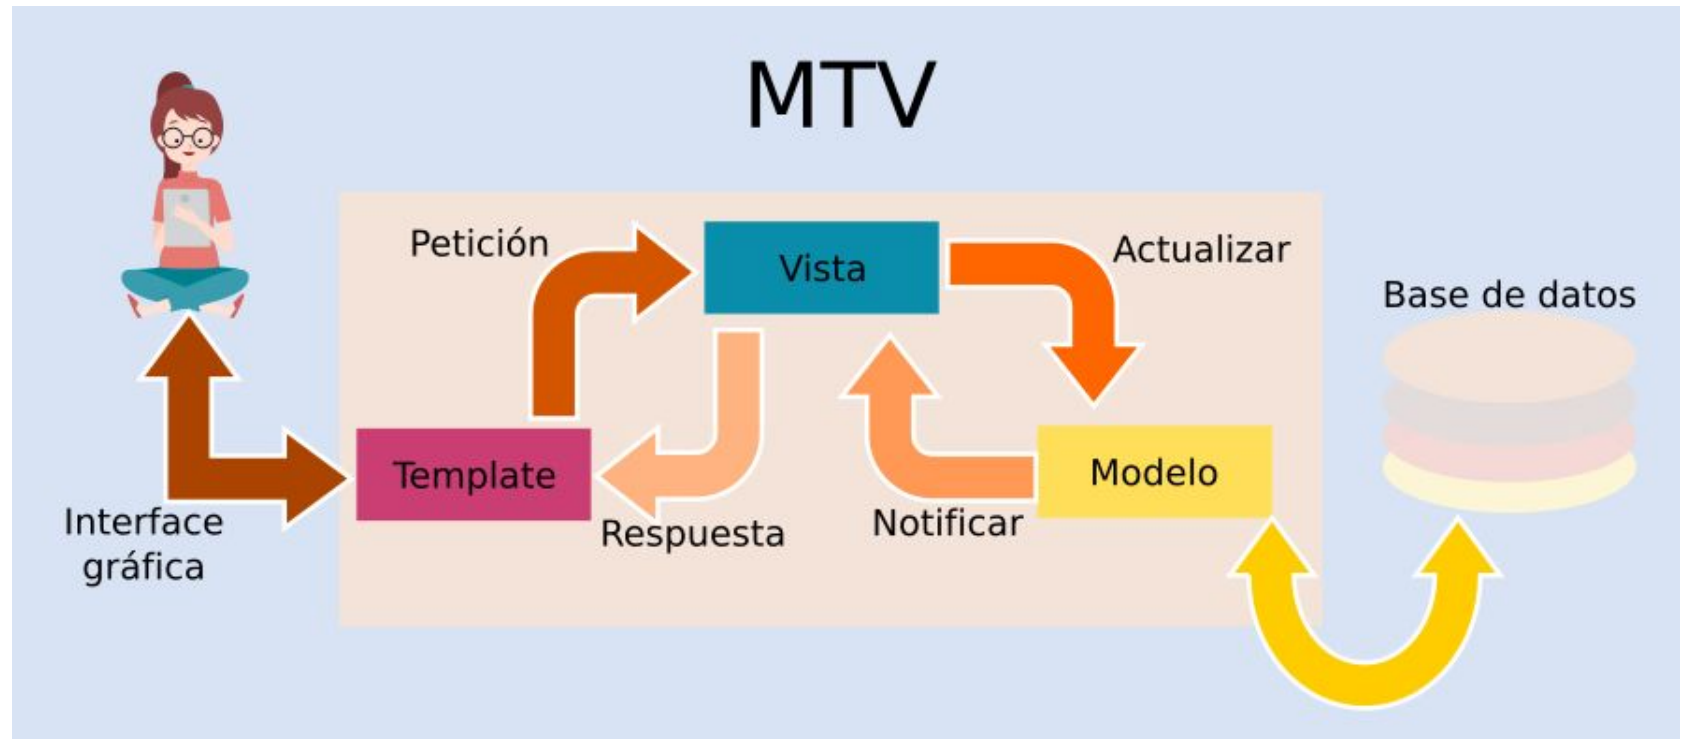 MTV
Petición
Vista
Actualizar
Base de datos
Template
Modelo
Interface
gráfica
Respuesta
Notificar